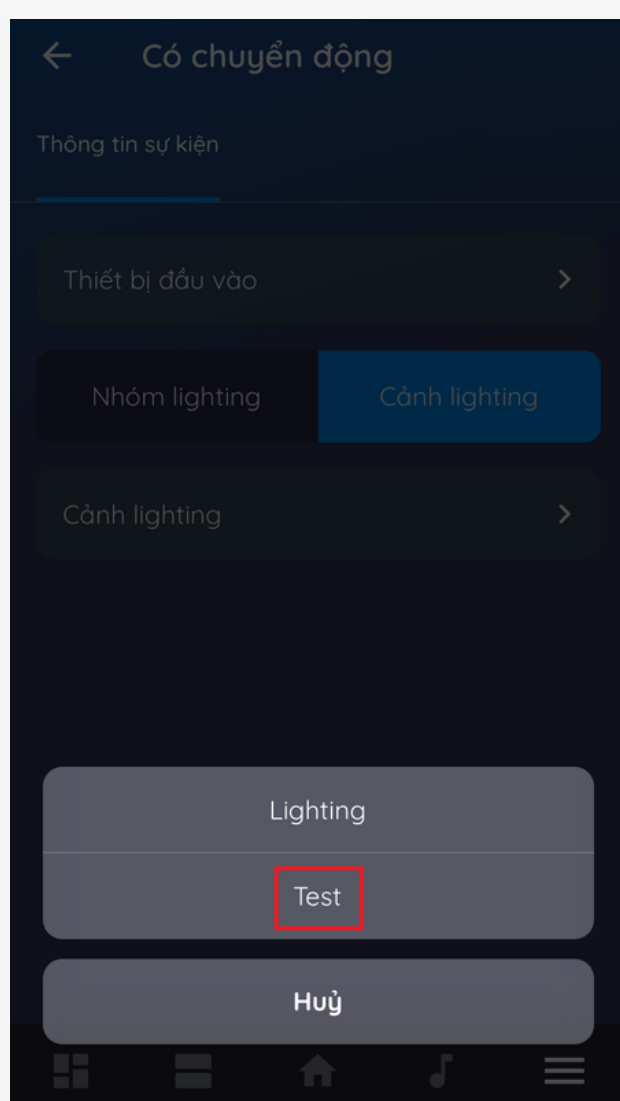 Có chuyển động
Thông tin sự kiện
Thiết bị đầu vào
Nhóm lighting
Cảnh lighting
Cảnh lighting
Lighting
Test
Huỷ